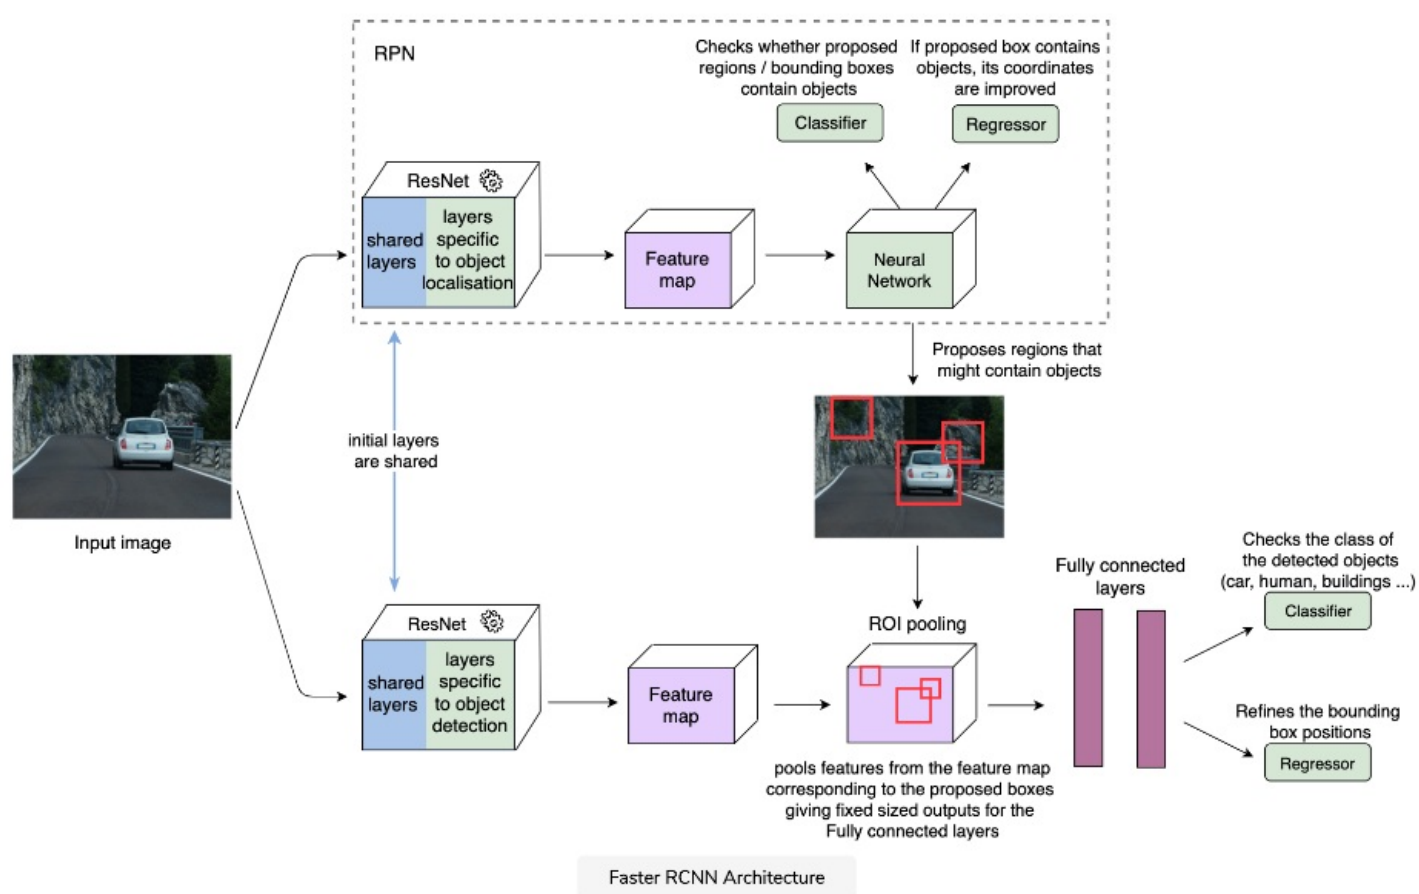 RPN
Checks whether proposed
regions / bounding boxes
contain objects
If proposed box contains
objects, its coordinates
are improved
Classifier
Regressor
ResNet
shared
layers
layers
specific
to object
localisation
Feature
map
Neural
Network
Proposes regions that
might contain objects
initial layers
are shared
Input image
ResNet
shared
layers
layers
specific
to object
detection
Feature
map
ROI pooling
pools features from the feature map
corresponding to the proposed boxes
giving fixed sized outputs for the
Fully connected layers
Fully connected
layers
Checks the class of
the detected objects
(car, human, buildings ...)
Classifier
Refines the bounding
box positions
Regressor
Faster RCNN Architecture